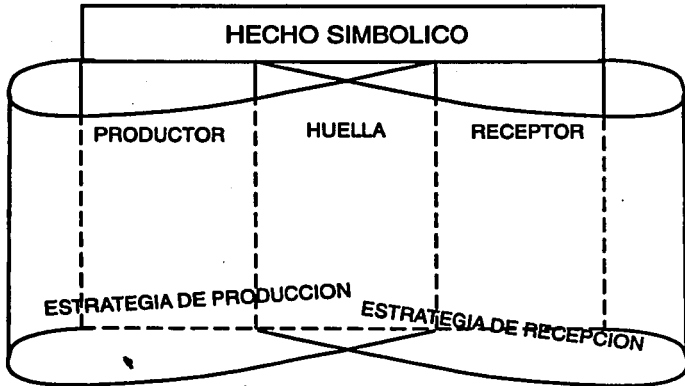 HECHO SIMBOLICO
PRODUCTOR
HUELLA
RECEPTOR
ESTRATEGIA DE PRODUCCION
ESTRATEGIA DE RECEPCION